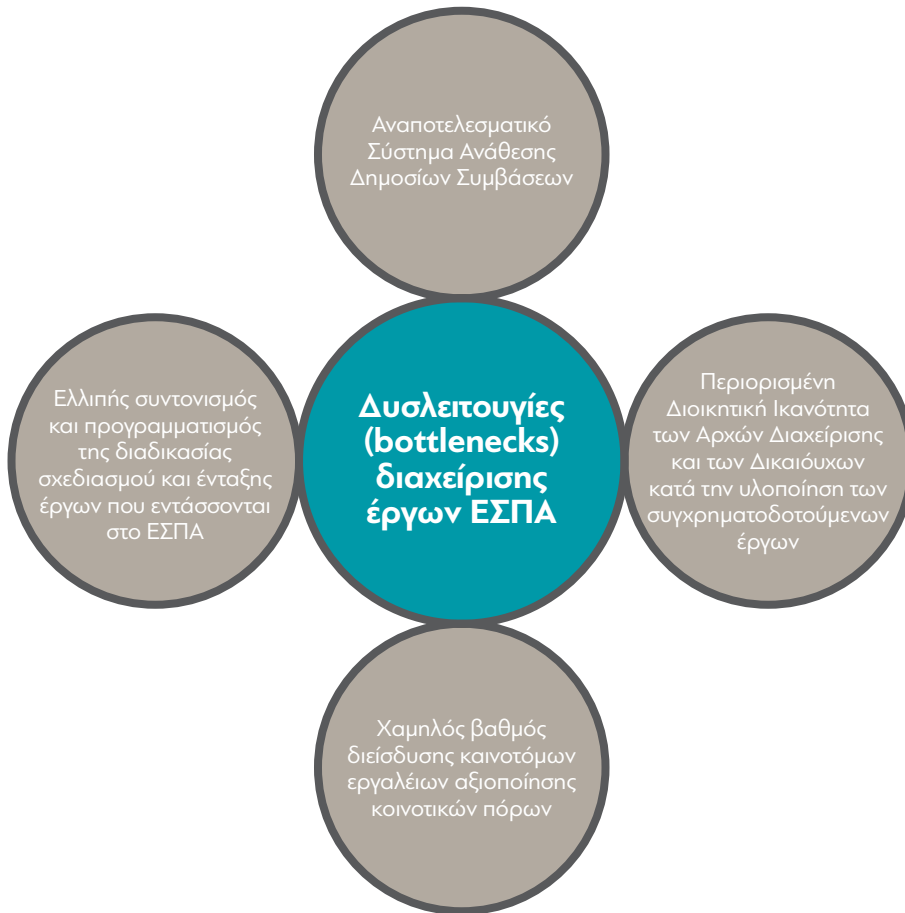 Αναποτελεσματικό
Σύστημα Ανάθεσης
Δημοσίων Συμβάσεων
Ελλιπής συντονισμός
και προγραμματισμός
της διαδικασίας
σχεδιασμού και ένταξης
έργων που εντάσσονται
στο ΕΣΠΑ
Δυσλειτουγίες
(bottlenecks)
διαχείρισης
έργων ΕΣΠΑ
Περιορισμένη
Διοικητική Ικανότητα
των Αρχών Διαχείρισης
και των Δικαιόυχων
κατά την υλοποίηση των
συγχρηματοδοτούμενων
έργων
Χαμηλός βαθμός
διείσδυσης καινοτόμων
εργαλέιων αξιοποίησης
κοινοτικών πόρων